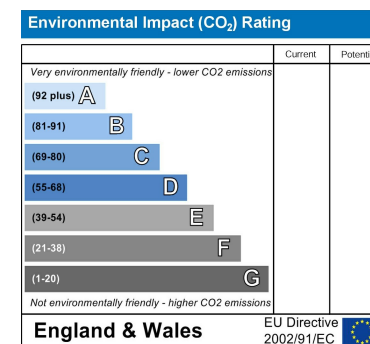 Environmental Impact (CO₂) Rating
Current Potenti
Very environmentally friendly - lower CO2 emissions
(92 plus) A
(81-91) B
(69-80) C
(55-68) D
(39-54) E
(21-38) F
(1-20) G
Not environmentally friendly - higher CO2 emissions
England & Wales
EU Directive
2002/91/EC